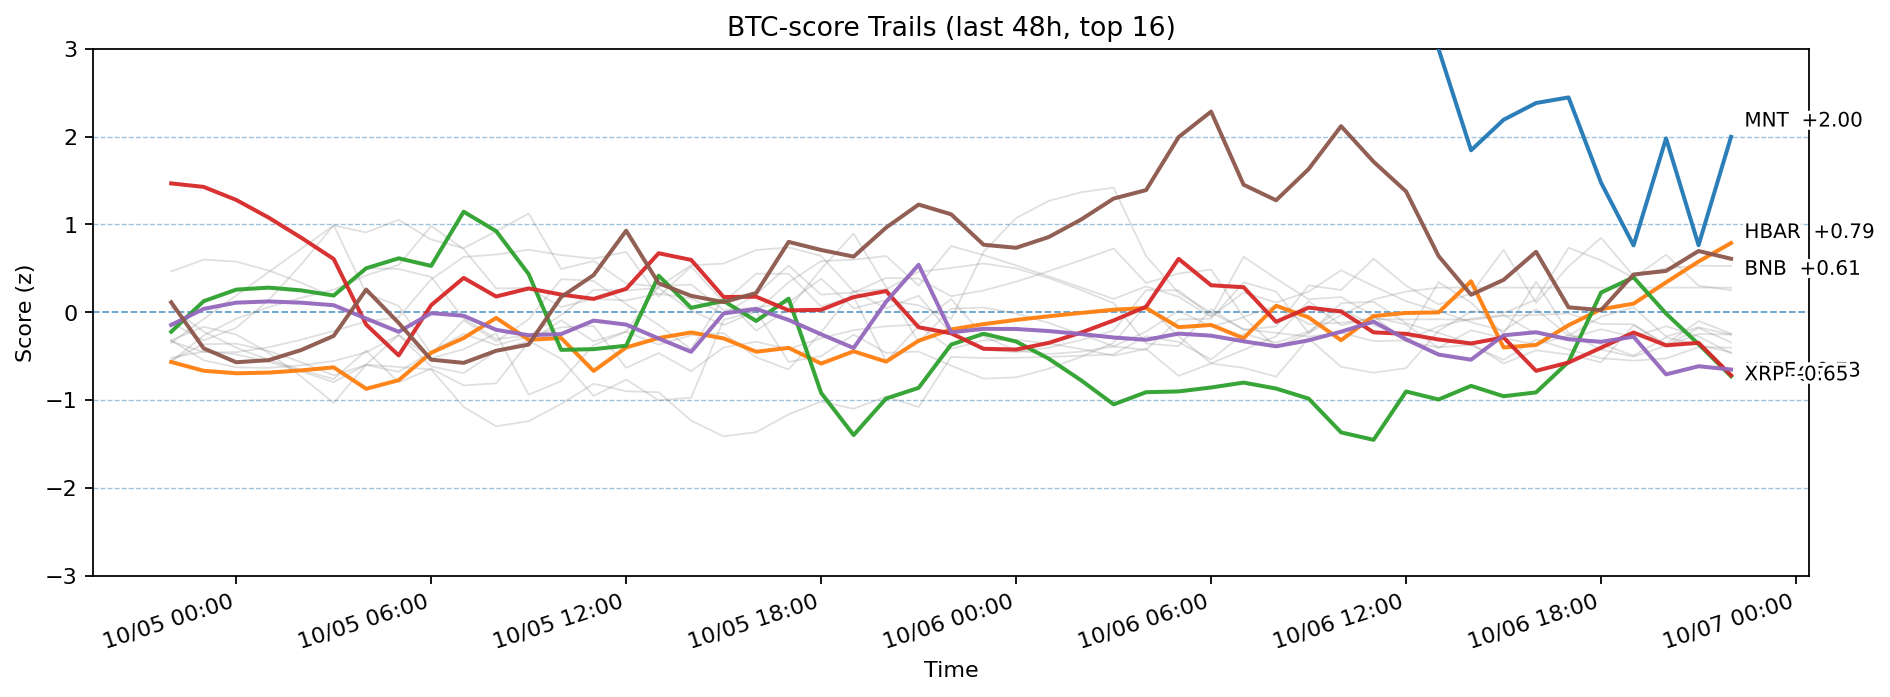 BTC-score Trails (last 48h, top 16)
Score (z)
3
2
1
0
−1
−2
−3
MNT +2.00
HBAR +0.79
BNB +0.61
XRP -0.65
10/05 00:00
10/05 06:00
10/05 12:00
10/05 18:00
10/06 00:00
10/06 06:00
10/06 12:00
10/06 18:00
10/07 00:00
Time